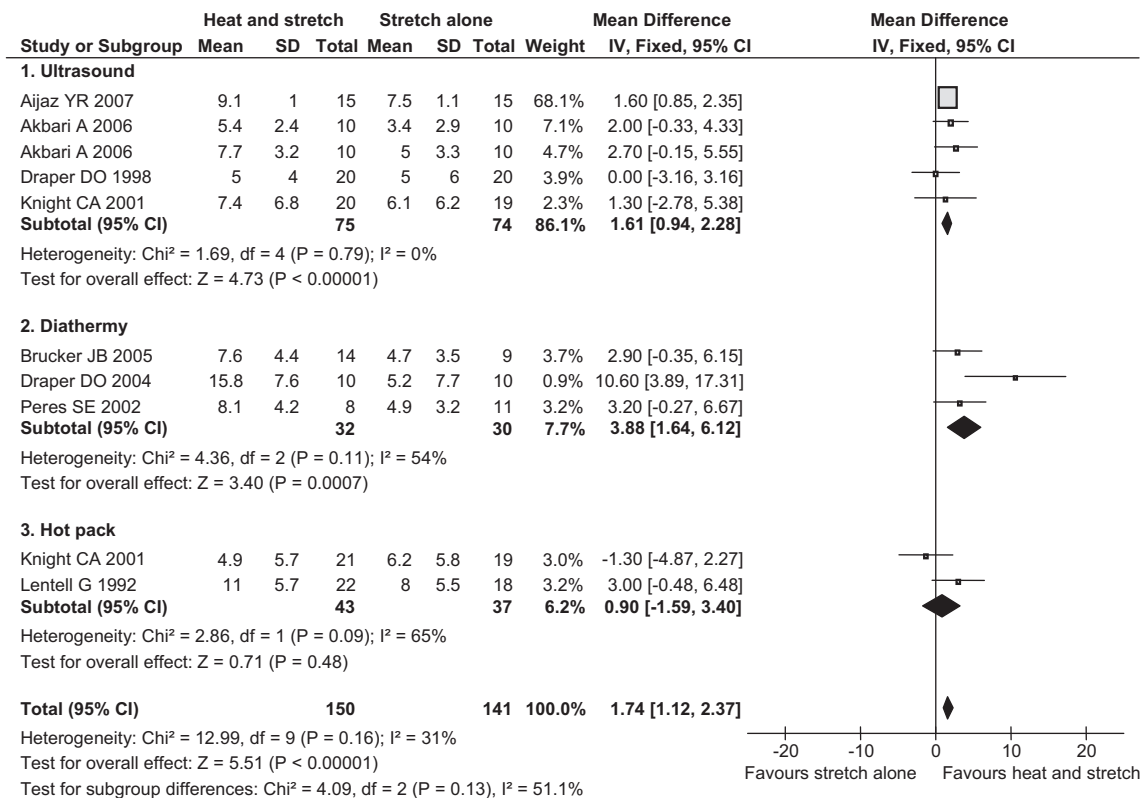 Heat and stretch Stretch alone Mean Difference Mean Difference
Study or Subgroup Mean SD Total Mean SD Total Weight IV, Fixed, 95% CI IV, Fixed, 95% CI
1. Ultrasound
Aijaz YR 2007 9.1 1 15 7.5 1.1 15 68.1% 1.60 [0.85, 2.35]
Akbari A 2006 5.4 2.4 10 3.4 2.9 10 7.1% 2.00 [-0.33, 4.33]
Akbari A 2006 7.7 3.2 10 5 3.3 10 4.7% 2.70 [-0.15, 5.55]
Draper DO 1998 5 4 20 5 6 20 3.9% 0.00 [-3.16, 3.16]
Knight CA 2001 7.4 6.8 20 6.1 6.2 19 2.3% 1.30 [-2.78, 5.38]
Subtotal (95% CI) 75 74 86.1% 1.61 [0.94, 2.28]
Heterogeneity: Chi² = 1.69, df = 4 (P = 0.79); I² = 0%
Test for overall effect: Z = 4.73 (P < 0.00001)
2. Diathermy
Brucker JB 2005 7.6 4.4 14 4.7 3.5 9 3.7% 2.90 [-0.35, 6.15]
Draper DO 2004 15.8 7.6 10 5.2 7.7 10 0.9% 10.60 [3.89, 17.31]
Peres SE 2002 8.1 4.2 8 4.9 3.2 11 3.2% 3.20 [-0.27, 6.67]
Subtotal (95% CI) 32 30 7.7% 3.88 [1.64, 6.12]
Heterogeneity: Chi² = 4.36, df = 2 (P = 0.11); I² = 54%
Test for overall effect: Z = 3.40 (P = 0.0007)
3. Hot pack
Knight CA 2001 4.9 5.7 21 6.2 5.8 19 3.0% -1.30 [-4.87, 2.27]
Lentell G 1992 11 5.7 22 8 5.5 18 3.2% 3.00 [-0.48, 6.48]
Subtotal (95% CI) 43 37 6.2% 0.90 [-1.59, 3.40]
Heterogeneity: Chi² = 2.86, df = 1 (P = 0.09); I² = 65%
Test for overall effect: Z = 0.71 (P = 0.48)
Total (95% CI) 150 141 100.0% 1.74 [1.12, 2.37]
Heterogeneity: Chi² = 12.99, df = 9 (P = 0.16); I² = 31%
Test for overall effect: Z = 5.51 (P < 0.00001)
Test for subgroup differences: Chi² = 4.09, df = 2 (P = 0.13), I² = 51.1%
-20 -10 0 10 20
Favours stretch alone Favours heat and stretch